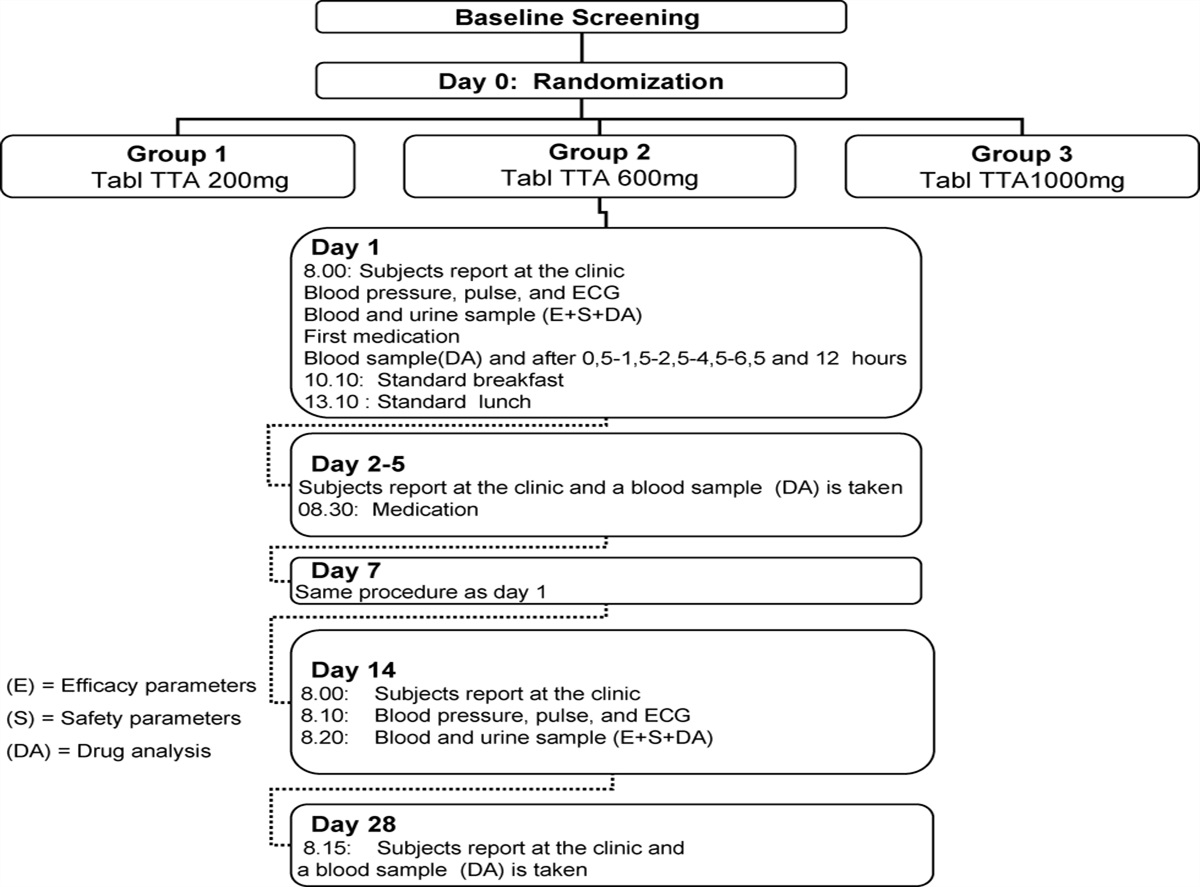 Baseline Screening
Day 0: Randomization
Group 1
Tabl TTA 200mg
Group 2
Tabl TTA 600mg
Group 3
Tabl TTA1000mg
Day 1
8.00: Subjects report at the clinic
Blood pressure, pulse, and ECG
Blood and urine sample (E+S+DA)
First medication
Blood sample(DA) and after 0,5-1,5-2,5-4,5-6,5 and 12 hours
10.10: Standard breakfast
13.10 : Standard lunch
Day 2-5
Subjects report at the clinic and a blood sample (DA) is taken
08.30: Medication
Day 7
Same procedure as day 1
Day 14
8.00: Subjects report at the clinic
8.10: Blood pressure, pulse, and ECG
8.20: Blood and urine sample (E+S+DA)
(E) = Efficacy parameters
(S) = Safety parameters
(DA) = Drug analysis
Day 28
8.15: Subjects report at the clinic and
a blood sample (DA) is taken